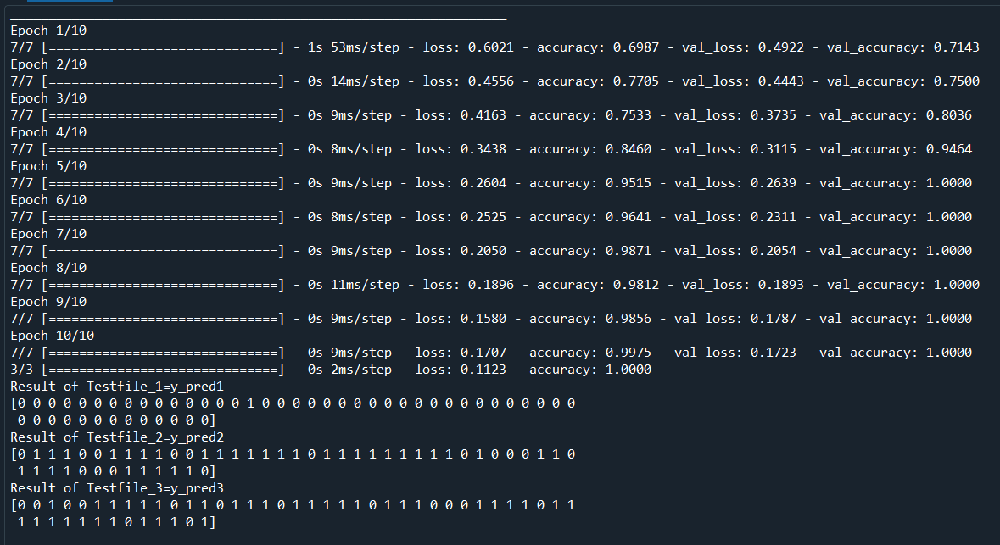 Epoch 1/10
7/7 [==============================] - 1s 53ms/step - loss: 0.6021 - accuracy: 0.6987 - val_loss: 0.4922 - val_accuracy: 0.7143
Epoch 2/10
7/7 [==============================] - 0s 14ms/step - loss: 0.4556 - accuracy: 0.7705 - val_loss: 0.4443 - val_accuracy: 0.7500
Epoch 3/10
7/7 [==============================] - 0s 9ms/step - loss: 0.4163 - accuracy: 0.7533 - val_loss: 0.3735 - val_accuracy: 0.8036
Epoch 4/10
7/7 [==============================] - 0s 8ms/step - loss: 0.3438 - accuracy: 0.8460 - val_loss: 0.3115 - val_accuracy: 0.9464
Epoch 5/10
7/7 [==============================] - 0s 9ms/step - loss: 0.2604 - accuracy: 0.9515 - val_loss: 0.2639 - val_accuracy: 1.0000
Epoch 6/10
7/7 [==============================] - 0s 8ms/step - loss: 0.2525 - accuracy: 0.9641 - val_loss: 0.2311 - val_accuracy: 1.0000
Epoch 7/10
7/7 [==============================] - 0s 9ms/step - loss: 0.2050 - accuracy: 0.9871 - val_loss: 0.2054 - val_accuracy: 1.0000
Epoch 8/10
7/7 [==============================] - 0s 11ms/step - loss: 0.1896 - accuracy: 0.9812 - val_loss: 0.1893 - val_accuracy: 1.0000
Epoch 9/10
7/7 [==============================] - 0s 9ms/step - loss: 0.1580 - accuracy: 0.9856 - val_loss: 0.1787 - val_accuracy: 1.0000
Epoch 10/10
7/7 [==============================] - 0s 9ms/step - loss: 0.1707 - accuracy: 0.9975 - val_loss: 0.1723 - val_accuracy: 1.0000
3/3 [==============================] - 0s 2ms/step - loss: 0.1123 - accuracy: 1.0000
Result of Testfile_1=y_pred1
[0 0 0 0 0 0 0 0 0 0 0 0 0 0 0 1 0 0 0 0 0 0 0 0 0 0 0 0 0 0 0 0 0 0 0 0 0
0 0 0 0 0 0 0 0 0 0 0 0 0]
Result of Testfile_2=y_pred2
[0 1 1 1 0 0 1 1 1 1 0 0 1 1 1 1 1 1 1 0 1 1 1 1 1 1 1 1 1 0 1 0 0 0 1 1 0
1 1 1 1 0 0 0 1 1 1 1 1 0]
Result of Testfile_3=y_pred3
[0 0 1 0 0 1 1 1 1 1 0 1 1 0 1 1 1 0 1 1 1 1 1 0 1 1 1 0 0 0 1 1 1 1 0 1 1
1 1 1 1 1 1 1 0 1 1 1 0 1]